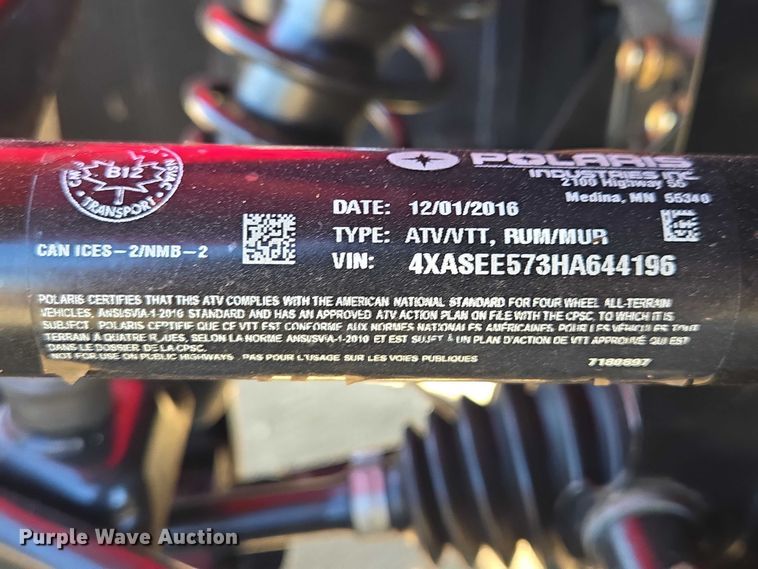 B12
TRANSPORT
CAN ICES-2/NMB-2
POLARIS
INDUSTRIES INC
2100 Highway 55
Medina, MN 55340
DATE: 12/01/2016
TYPE: ATV/VTT, RUM/MUR
VIN: 4XASEE573HA644196
POLARIS CERTIFIES THAT THIS ATV COMPLIES WITH THE AMERICAN NATIONAL STANDARD FOR FOUR WHEEL ALL-TERRAIN
VEHICLES, ANSI/SVIA-1-2010 STANDARD AND HAS AN APPROVED ATV ACTION PLAN ON FILE WITH THE CPSC, TO WHICH IT IS
SUBJECT. POLARIS CERTIFIE QUE CE VTT EST CONFORME AUX NORMES NATIONALES AMÉRICAINES POUR LES VÉHICULES TOUT
TERRAIN À QUATRE ROUES, SELON LA NORME ANSI/SVIA-1-2010 ET EST SUJET À UN PLAN D'ACTION DE VTT APPROUVÉ QUI EST
DANS LE DOSSIER DE LA CPSC.
NOT FOR USE ON PUBLIC HIGHWAYS. PAS POUR L'USAGE SUR LES VOIES PUBLIQUES
7180897
Purple Wave Auction